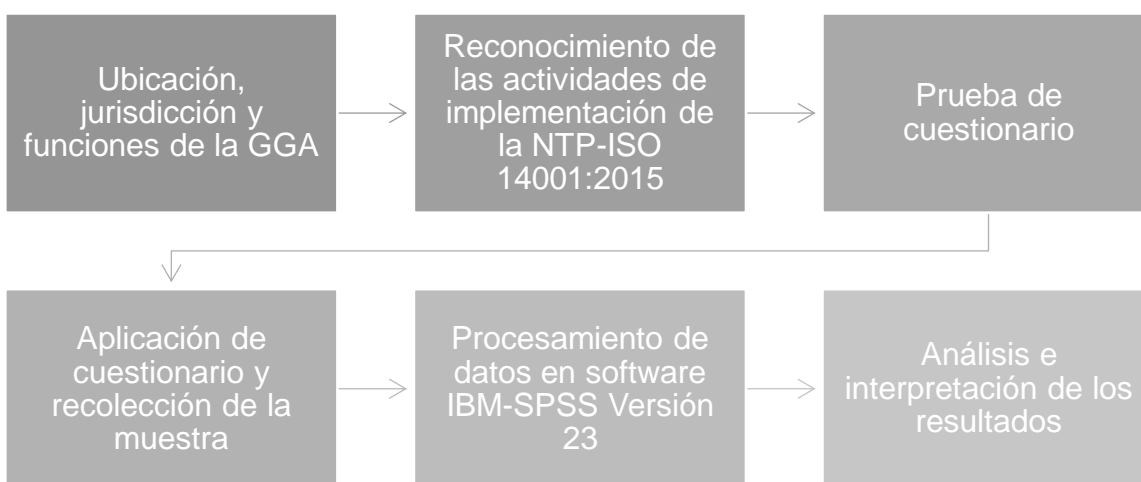 Ubicación,
jurisdicción y
funciones de la GGA
Reconocimiento de
las actividades de
implementación de
la NTP-ISO
14001:2015
Prueba de
cuestionario
Aplicación de
cuestionario y
recolección de la
muestra
Procesamiento de
datos en software
IBM-SPSS Versión
23
Análisis e
interpretación de los
resultados